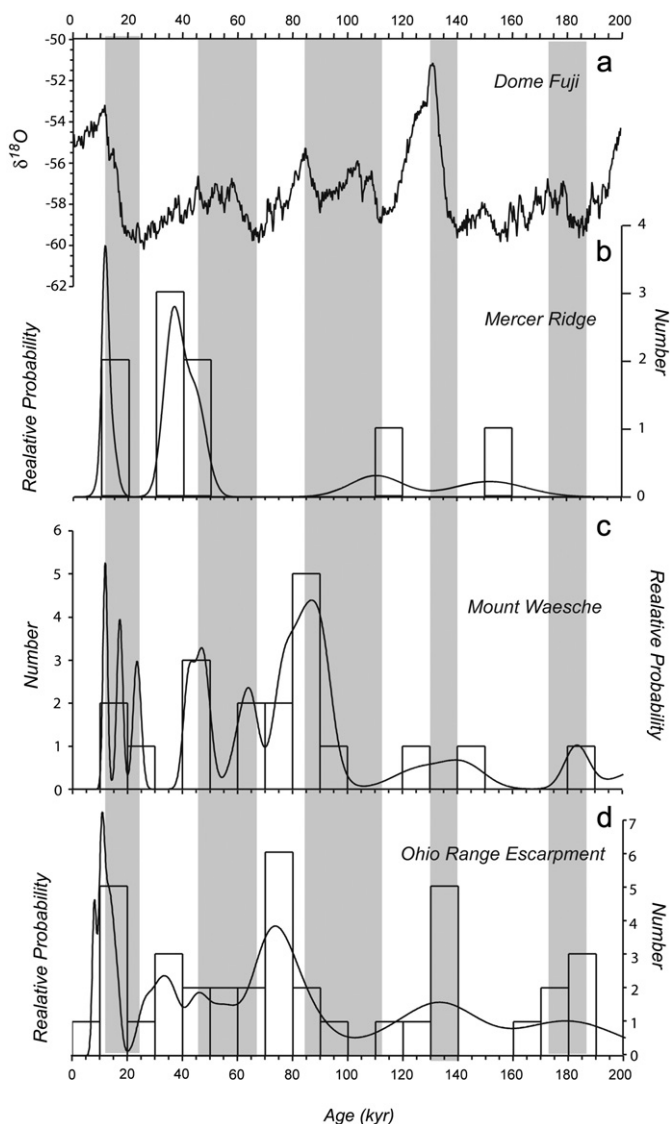 0 20 40 60 80 100 120 140 160 180 200
-50
-52
-54
-56
-58
-60
-62
δ18O
a
Dome Fuji
b
Mercer Ridge
Realative Probability
4
3
2
1
0
Number
c
Mount Waesche
6
5
4
3
2
1
0
Number
Realative Probability
d
Ohio Range Escarpment
Realative Probability
7
6
5
4
3
2
1
0
Number
0 20 40 60 80 100 120 140 160 180 200
Age (kyr)